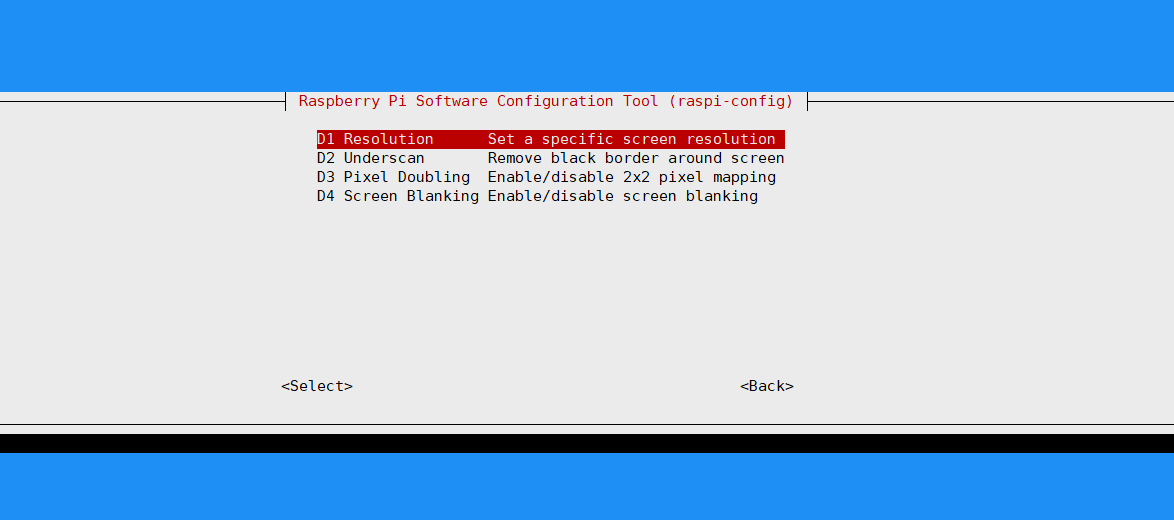 Raspberry Pi Software Configuration Tool (raspi-config)
D1 Resolution Set a specific screen resolution
D2 Underscan Remove black border around screen
D3 Pixel Doubling Enable/disable 2x2 pixel mapping
D4 Screen Blanking Enable/disable screen blanking
<Select> <Back>